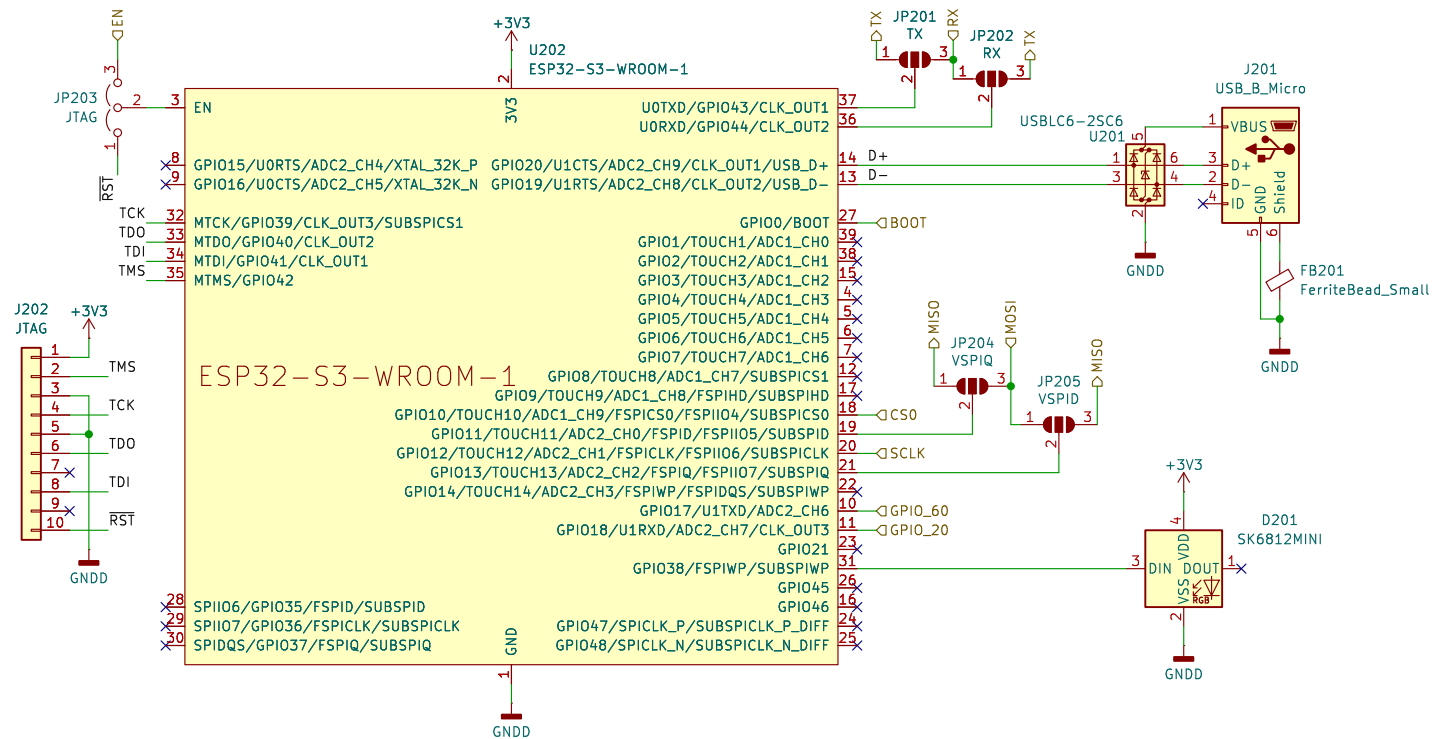 EN
3
JP203
JTAG
2
1
RST
+3V3
U202
ESP32-S3-WROOM-1
2
3V3
3 EN
8 GPIO15/U0RTS/ADC2_CH4/XTAL_32K_P
9 GPIO16/U0CTS/ADC2_CH5/XTAL_32K_N
TCK 32 MTCK/GPIO39/CLK_OUT3/SUBSPICS1
TDO 33 MTDO/GPIO40/CLK_OUT2
TDI 34 MTDI/GPIO41/CLK_OUT1
TMS 35 MTMS/GPIO42
ESP32-S3-WROOM-1
28 SPIIO6/GPIO35/FSPID/SUBSPID
29 SPIIO7/GPIO36/FSPICLK/SUBSPICLK
30 SPIDQS/GPIO37/FSPIQ/SUBSPIQ
U0TXD/GPIO43/CLK_OUT1 37
U0RXD/GPIO44/CLK_OUT2 36
GPIO20/U1CTS/ADC2_CH9/CLK_OUT1/USB_D+ 14 D+
GPIO19/U1RTS/ADC2_CH8/CLK_OUT2/USB_D- 13 D-
GPIO0/BOOT 27 BOOT
GPIO1/TOUCH1/ADC1_CH0 39
GPIO2/TOUCH2/ADC1_CH1 38
GPIO3/TOUCH3/ADC1_CH2 15
GPIO4/TOUCH4/ADC1_CH3 4
GPIO5/TOUCH5/ADC1_CH4 5
GPIO6/TOUCH6/ADC1_CH5 6
GPIO7/TOUCH7/ADC1_CH6 7
GPIO8/TOUCH8/ADC1_CH7/SUBSPICS1 12
GPIO9/TOUCH9/ADC1_CH8/FSPIHD/SUBSPIHD 17
GPIO10/TOUCH10/ADC1_CH9/FSPICS0/FSPIIO4/SUBSPICS0 18 CS0
GPIO11/TOUCH11/ADC2_CH0/FSPID/FSPIIO5/SUBSPID 19
GPIO12/TOUCH12/ADC2_CH1/FSPICLK/FSPIIO6/SUBSPICLK 20 SCLK
GPIO13/TOUCH13/ADC2_CH2/FSPIQ/FSPIIO7/SUBSPIQ 21
GPIO14/TOUCH14/ADC2_CH3/FSPIWP/FSPIDQS/SUBSPIWP 22
GPIO17/U1TXD/ADC2_CH6 10 GPIO_60
GPIO18/U1RXD/ADC2_CH7/CLK_OUT3 11 GPIO_20
GPIO21 23
GPIO38/FSPIWP/SUBSPIWP 31
GPIO45 26
GPIO46 16
GPIO47/SPICLK_P/SUBSPICLK_P_DIFF 24
GPIO48/SPICLK_N/SUBSPICLK_N_DIFF 25
GND
1
GNDD
J202
JTAG
+3V3
1
2 TMS
3
4 TCK
5
6 TDO
7
8 TDI
9
10 RST
GNDD
TX
JP201
TX
1 3
2
RX
JP202
RX
1 3
2
TX
USBLC6-2SC6
U201
5
1 6
3 4
2
GNDD
J201
USB_B_Micro
1 VBUS
3 D+
2 D-
4 ID
GND
Shield
5 6
FB201
FerriteBead_Small
GNDD
MISO
JP204
VSPIQ
1 3
2
MOSI
JP205
VSPID
1 3
2
MISO
+3V3
4
D201
SK6812MINI
VDD
3 DIN DOUT 1
VSS
RGB
2
GNDD